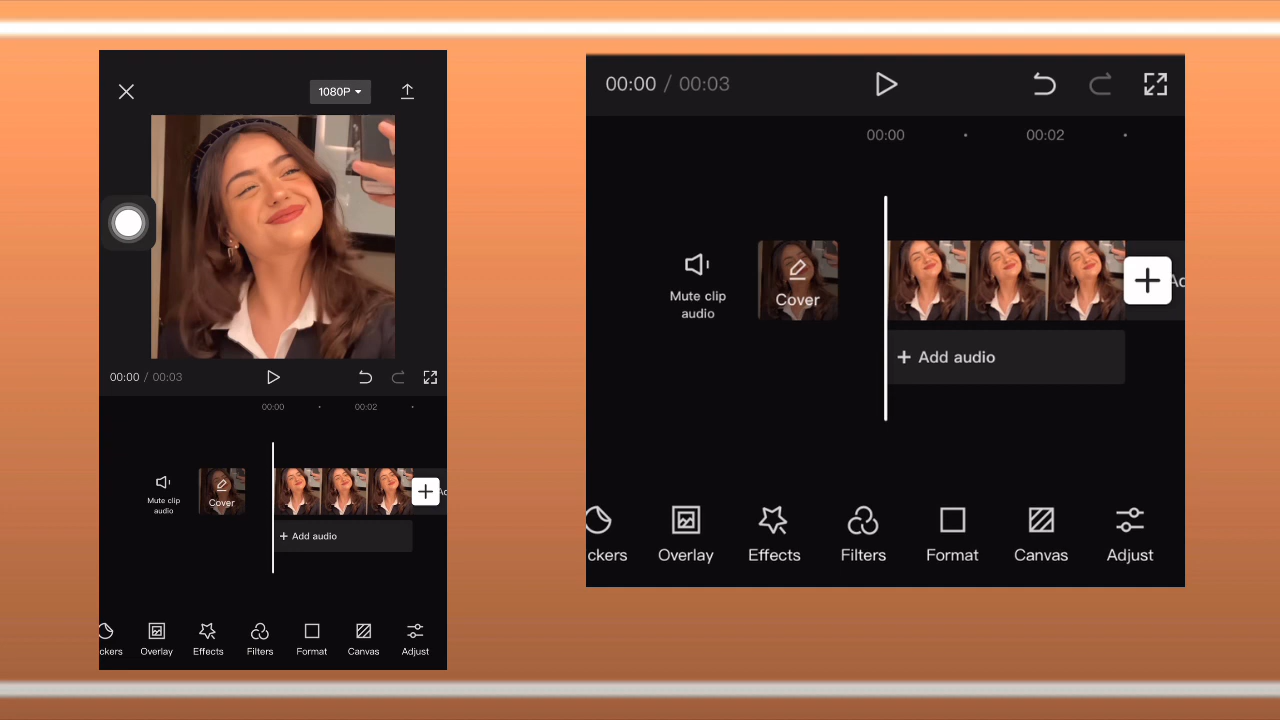 1080P
00:00 / 00:03
00:00
00:02
Mute clip
audio
Cover
Ad
+ Add audio
ckers
Overlay
Effects
Filters
Format
Canvas
Adjust
00:00 / 00:03
00:00
00:02
Mute clip
audio
Cover
Ad
+ Add audio
ckers
Overlay
Effects
Filters
Format
Canvas
Adjust